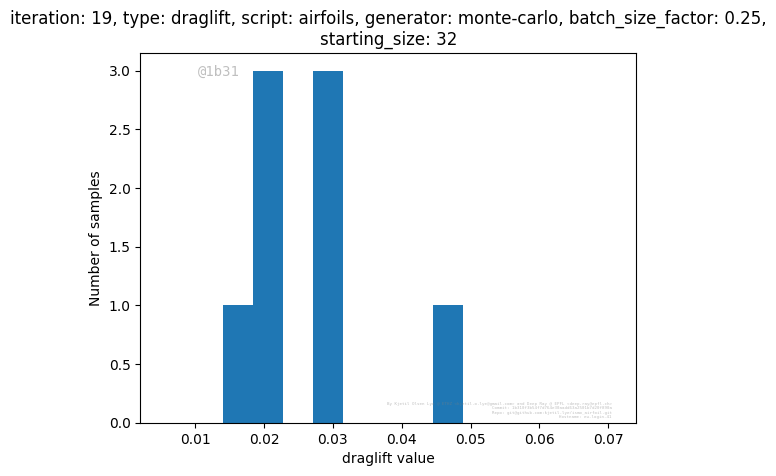 iteration: 19, type: draglift, script: airfoils, generator: monte-carlo, batch_size_factor: 0.25,
starting_size: 32
@1b31
3.0
2.5
2.0
1.5
1.0
0.5
0.0
Number of samples
0.01 0.02 0.03 0.04 0.05 0.06 0.07
draglift value